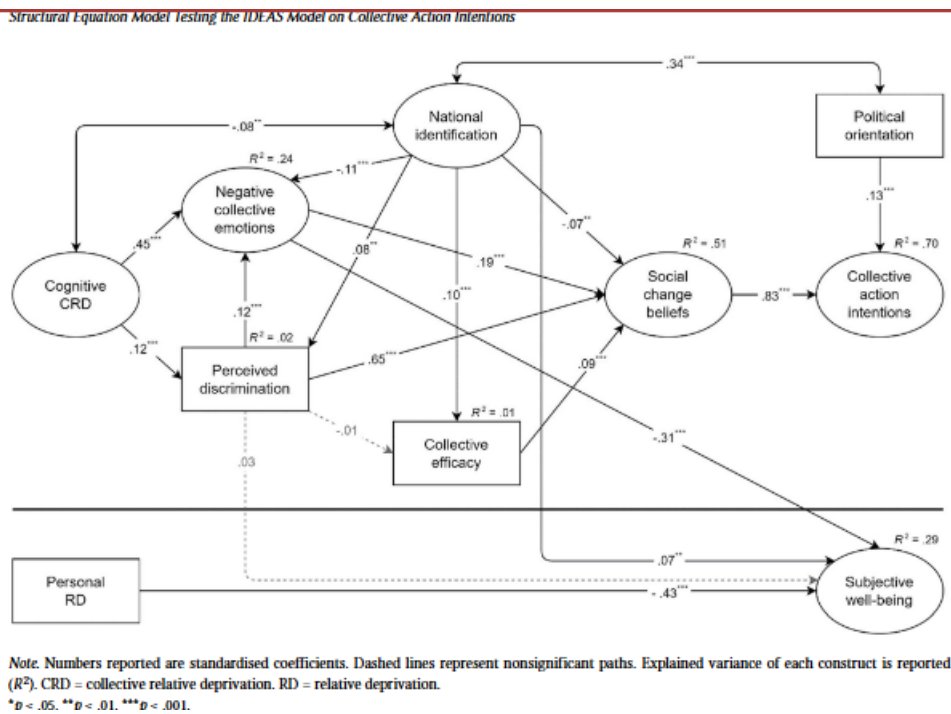 Structural Equation Model Testing the IDEAS Model on Collective Action Intentions
.34***
National
identification
Political
orientation
-.08**
R² = .24
-.11***
Negative
collective
emotions
.13***
-.07**
R² = .51
R² = .70
.45***
.08**
.19***
Cognitive
CRD
Social
change
beliefs
.83***
Collective
action
intentions
.10***
.12***
R² = .02
.12***
Perceived
discrimination
.65***
.09***
-.01
R² = .01
Collective
efficacy
.03
-.31***
R² = .29
Personal
RD
.07**
-.43***
Subjective
well-being
Note. Numbers reported are standardised coefficients. Dashed lines represent nonsignificant paths. Explained variance of each construct is reported
(R²). CRD = collective relative deprivation. RD = relative deprivation.
*p < .05. **p < .01. ***p < .001.